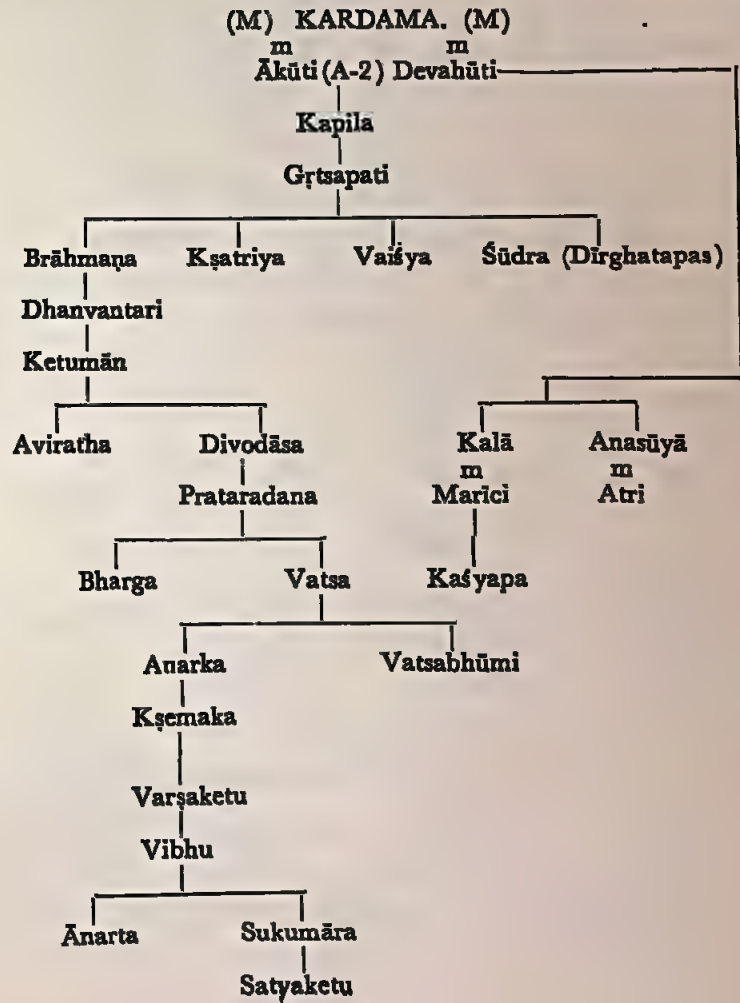 (M) KARDAMA. (M)
m m
Ākūti (A-2) Devahūti
Kapila
Gṛtsapati
Brāhmaṇa Kṣatriya Vaiśya Śūdra (Dīrghatapas)
Dhanvantari
Ketumān
Aviratha Divodāsa Kalā Anasūyā
m m
Prataradana Marīci Atri
Bharga Vatsa Kaśyapa
Anarka Vatsabhūmi
Kṣemaka
Varṣaketu
Vibhu
Ānarta Sukumāra
Satyaketu